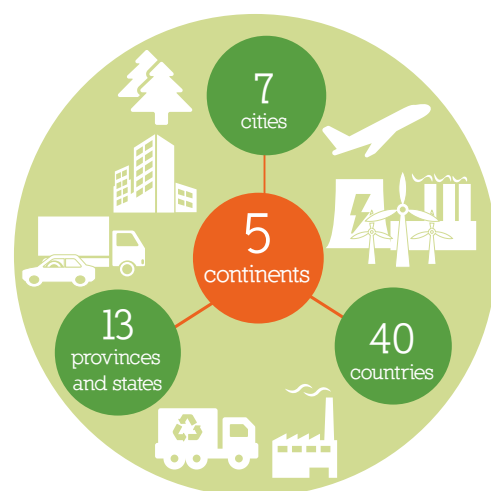 7
cities
5
continents
13
provinces
and states
40
countries